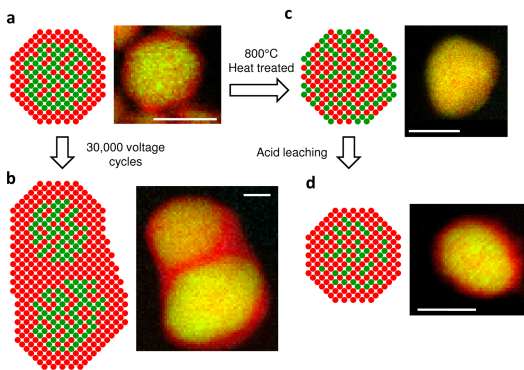 a
800°C
Heat treated
c
30,000 voltage
cycles
Acid leaching
b
d